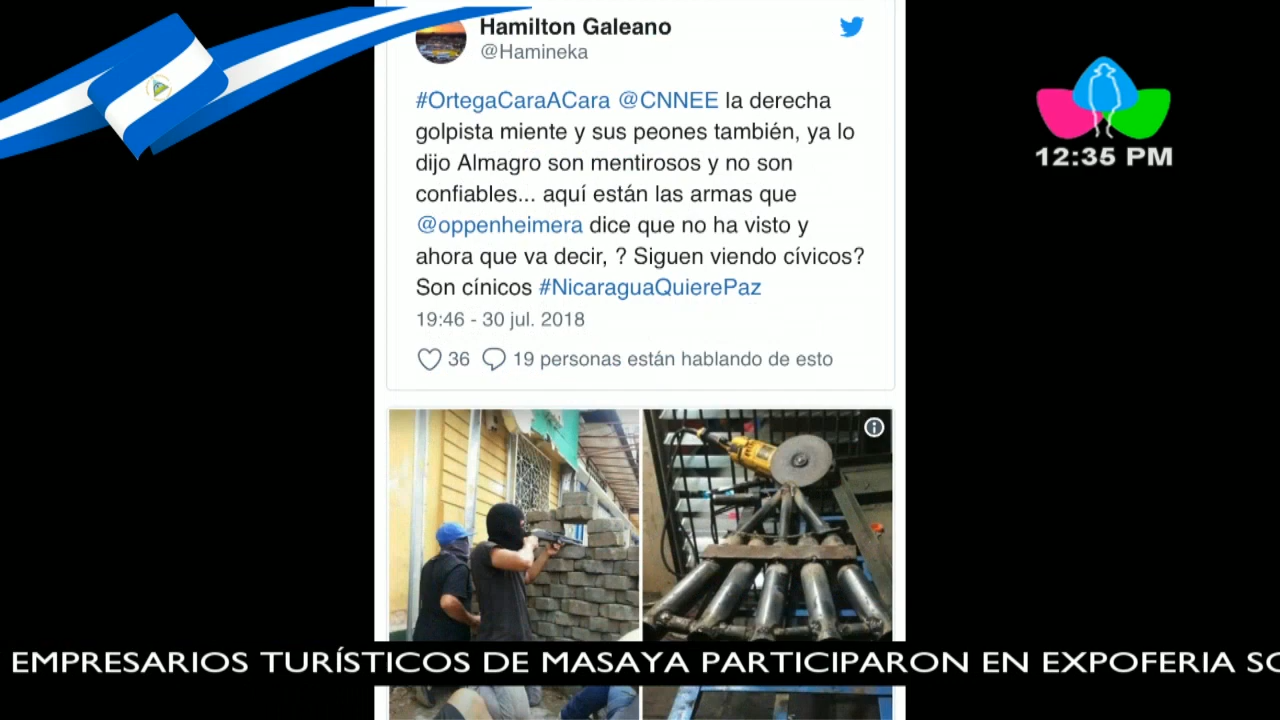 Hamilton Galeano
@Hamineka
12:35 PM
#OrtegaCaraACara @CNNEE la derecha
golpista miente y sus peones también, ya lo
dijo Almagro son mentirosos y no son
confiables... aquí están las armas que
@oppenheimera dice que no ha visto y
ahora que va decir, ? Siguen viendo cívicos?
Son cínicos #NicaraguaQuierePaz
19:46 - 30 jul. 2018
36 19 personas están hablando de esto
EMPRESARIOS TURÍSTICOS DE MASAYA PARTICIPARON EN EXPOFERIA SO